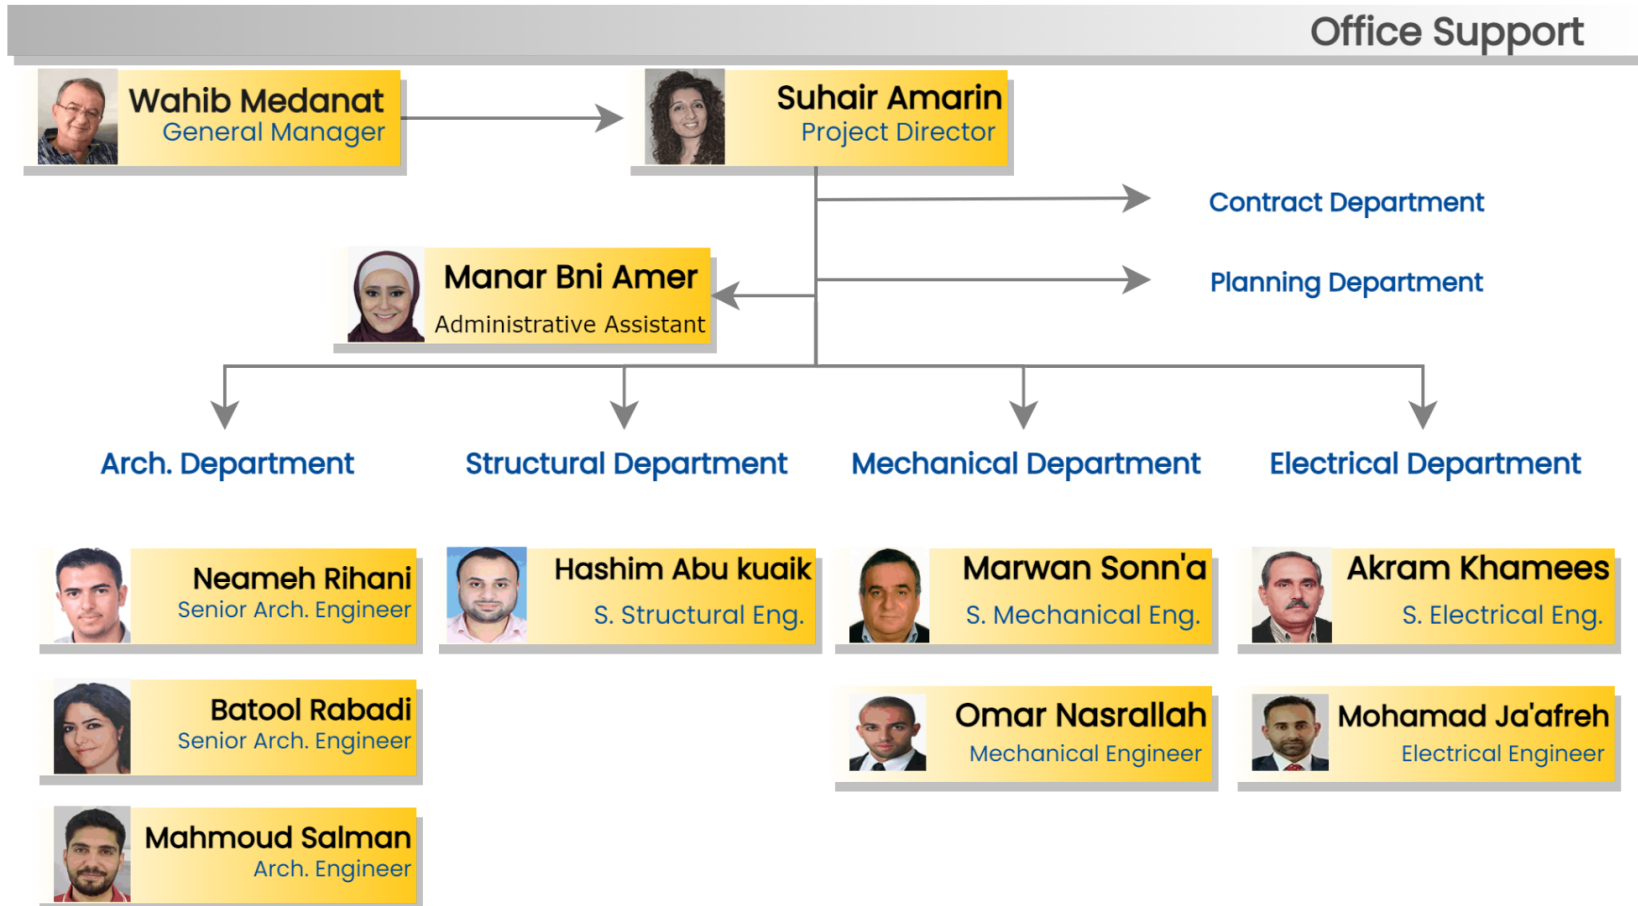 Office Support
Wahib Medanat
General Manager
Suhair Amarin
Project Director
Contract Department
Planning Department
Manar Bni Amer
Administrative Assistant
Arch. Department
Structural Department
Mechanical Department
Electrical Department
Neameh Rihani
Senior Arch. Engineer
Batool Rabadi
Senior Arch. Engineer
Mahmoud Salman
Arch. Engineer
Hashim Abu kuaik
S. Structural Eng.
Marwan Sonn'a
S. Mechanical Eng.
Omar Nasrallah
Mechanical Engineer
Akram Khamees
S. Electrical Eng.
Mohamad Ja'afreh
Electrical Engineer